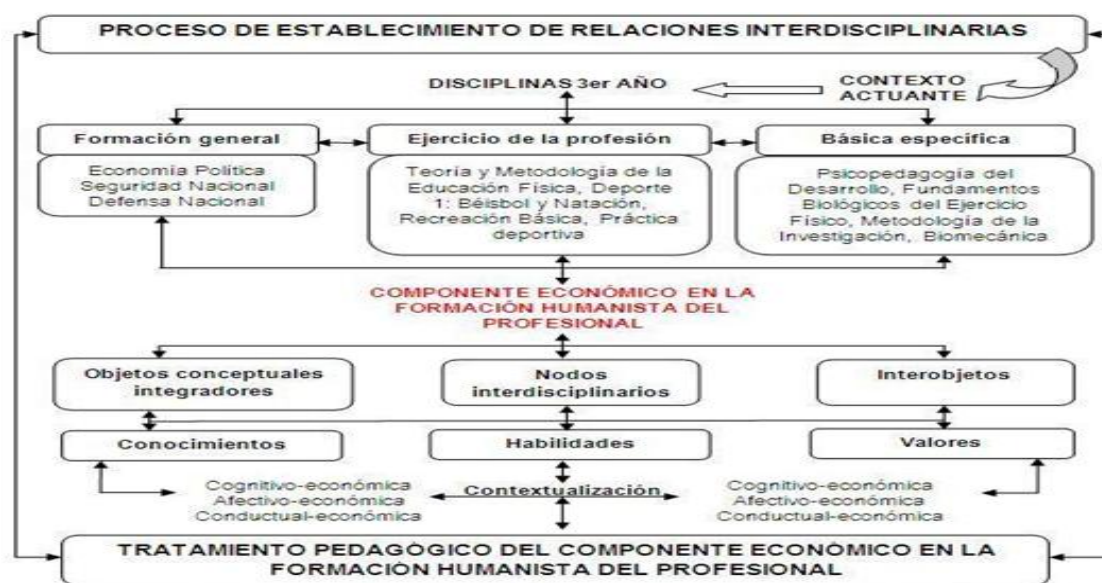 PROCESO DE ESTABLECIMIENTO DE RELACIONES INTERDISCIPLINARIAS
DISCIPLINAS 3er AÑO
CONTEXTO
ACTUANTE
Formación general
Economía Política
Seguridad Nacional
Defensa Nacional
Ejercicio de la profesión
Teoría y Metodología de la
Educación Física, Deporte
1: Béisbol y Natación,
Recreación Básica, Práctica
deportiva
Básica específica
Psicopedagogía del
Desarrollo, Fundamentos
Biológicos del Ejercicio
Físico, Metodología de la
Investigación, Biomecánica
COMPONENTE ECONÓMICO EN LA
FORMACIÓN HUMANISTA DEL
PROFESIONAL
Objetos conceptuales
integradores
Nodos
interdisciplinarios
Interobjetos
Conocimientos
Habilidades
Valores
Cognitivo-económica
Afectivo-económica
Conductual-económica
Contextualización
Cognitivo-económica
Afectivo-económica
Conductual-económica
TRATAMIENTO PEDAGÓGICO DEL COMPONENTE ECONÓMICO EN LA
FORMACIÓN HUMANISTA DEL PROFESIONAL